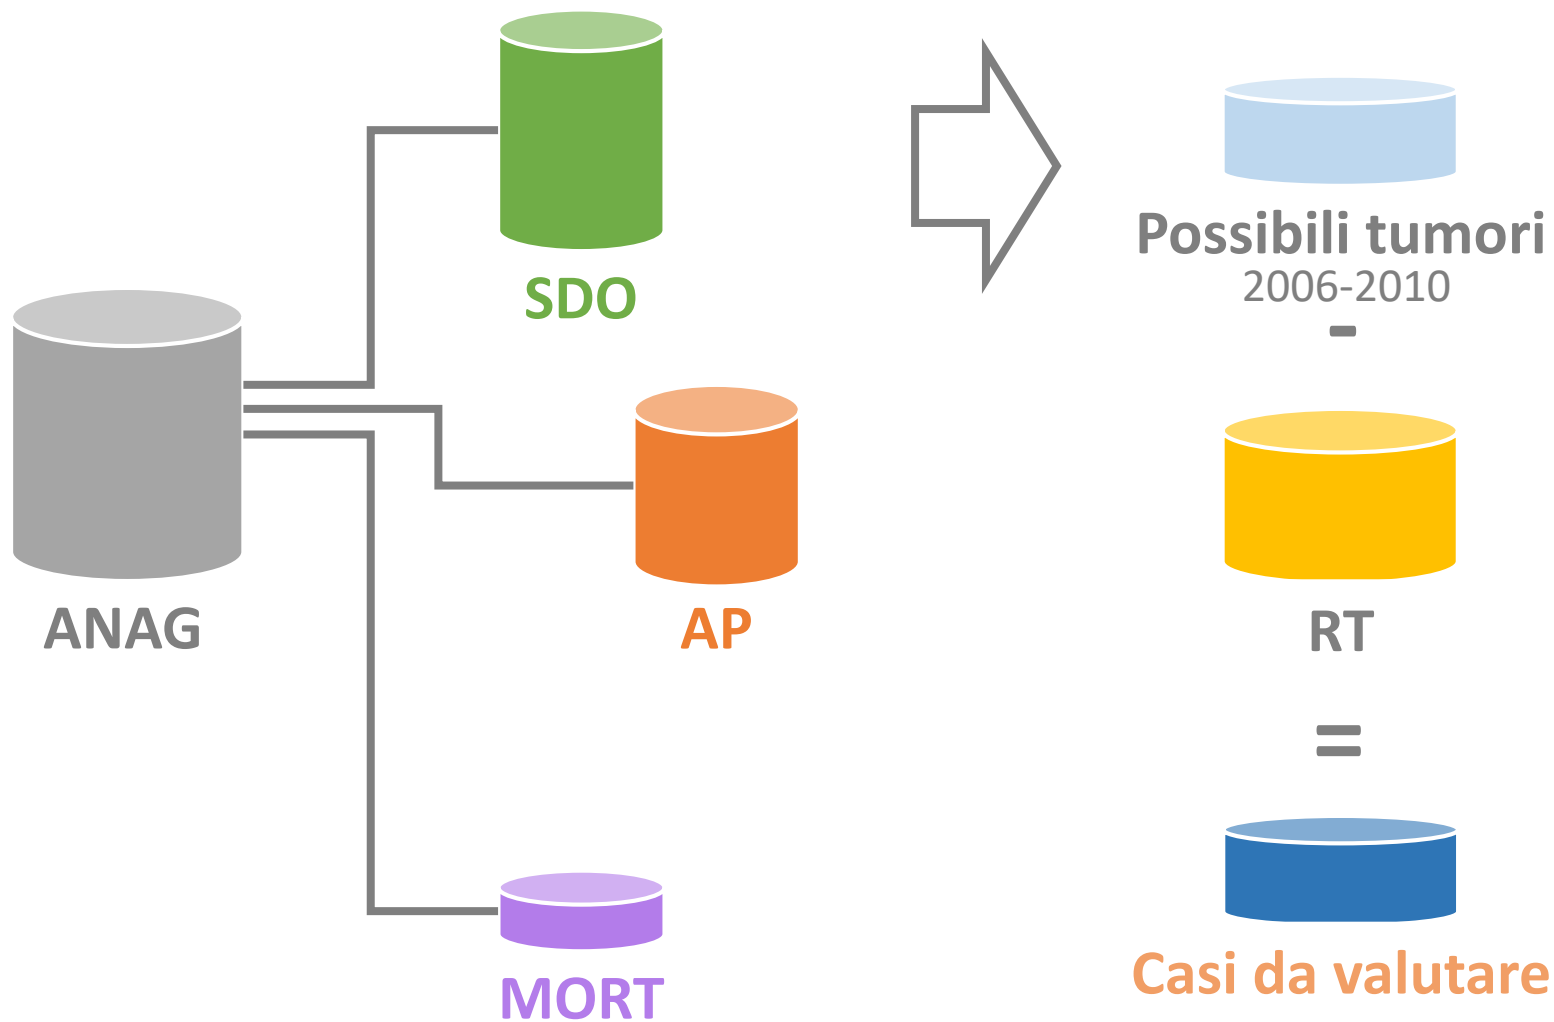 SDO
ANAG
AP
MORT
Possibili tumori
2006-2010
-
RT
=
Casi da valutare